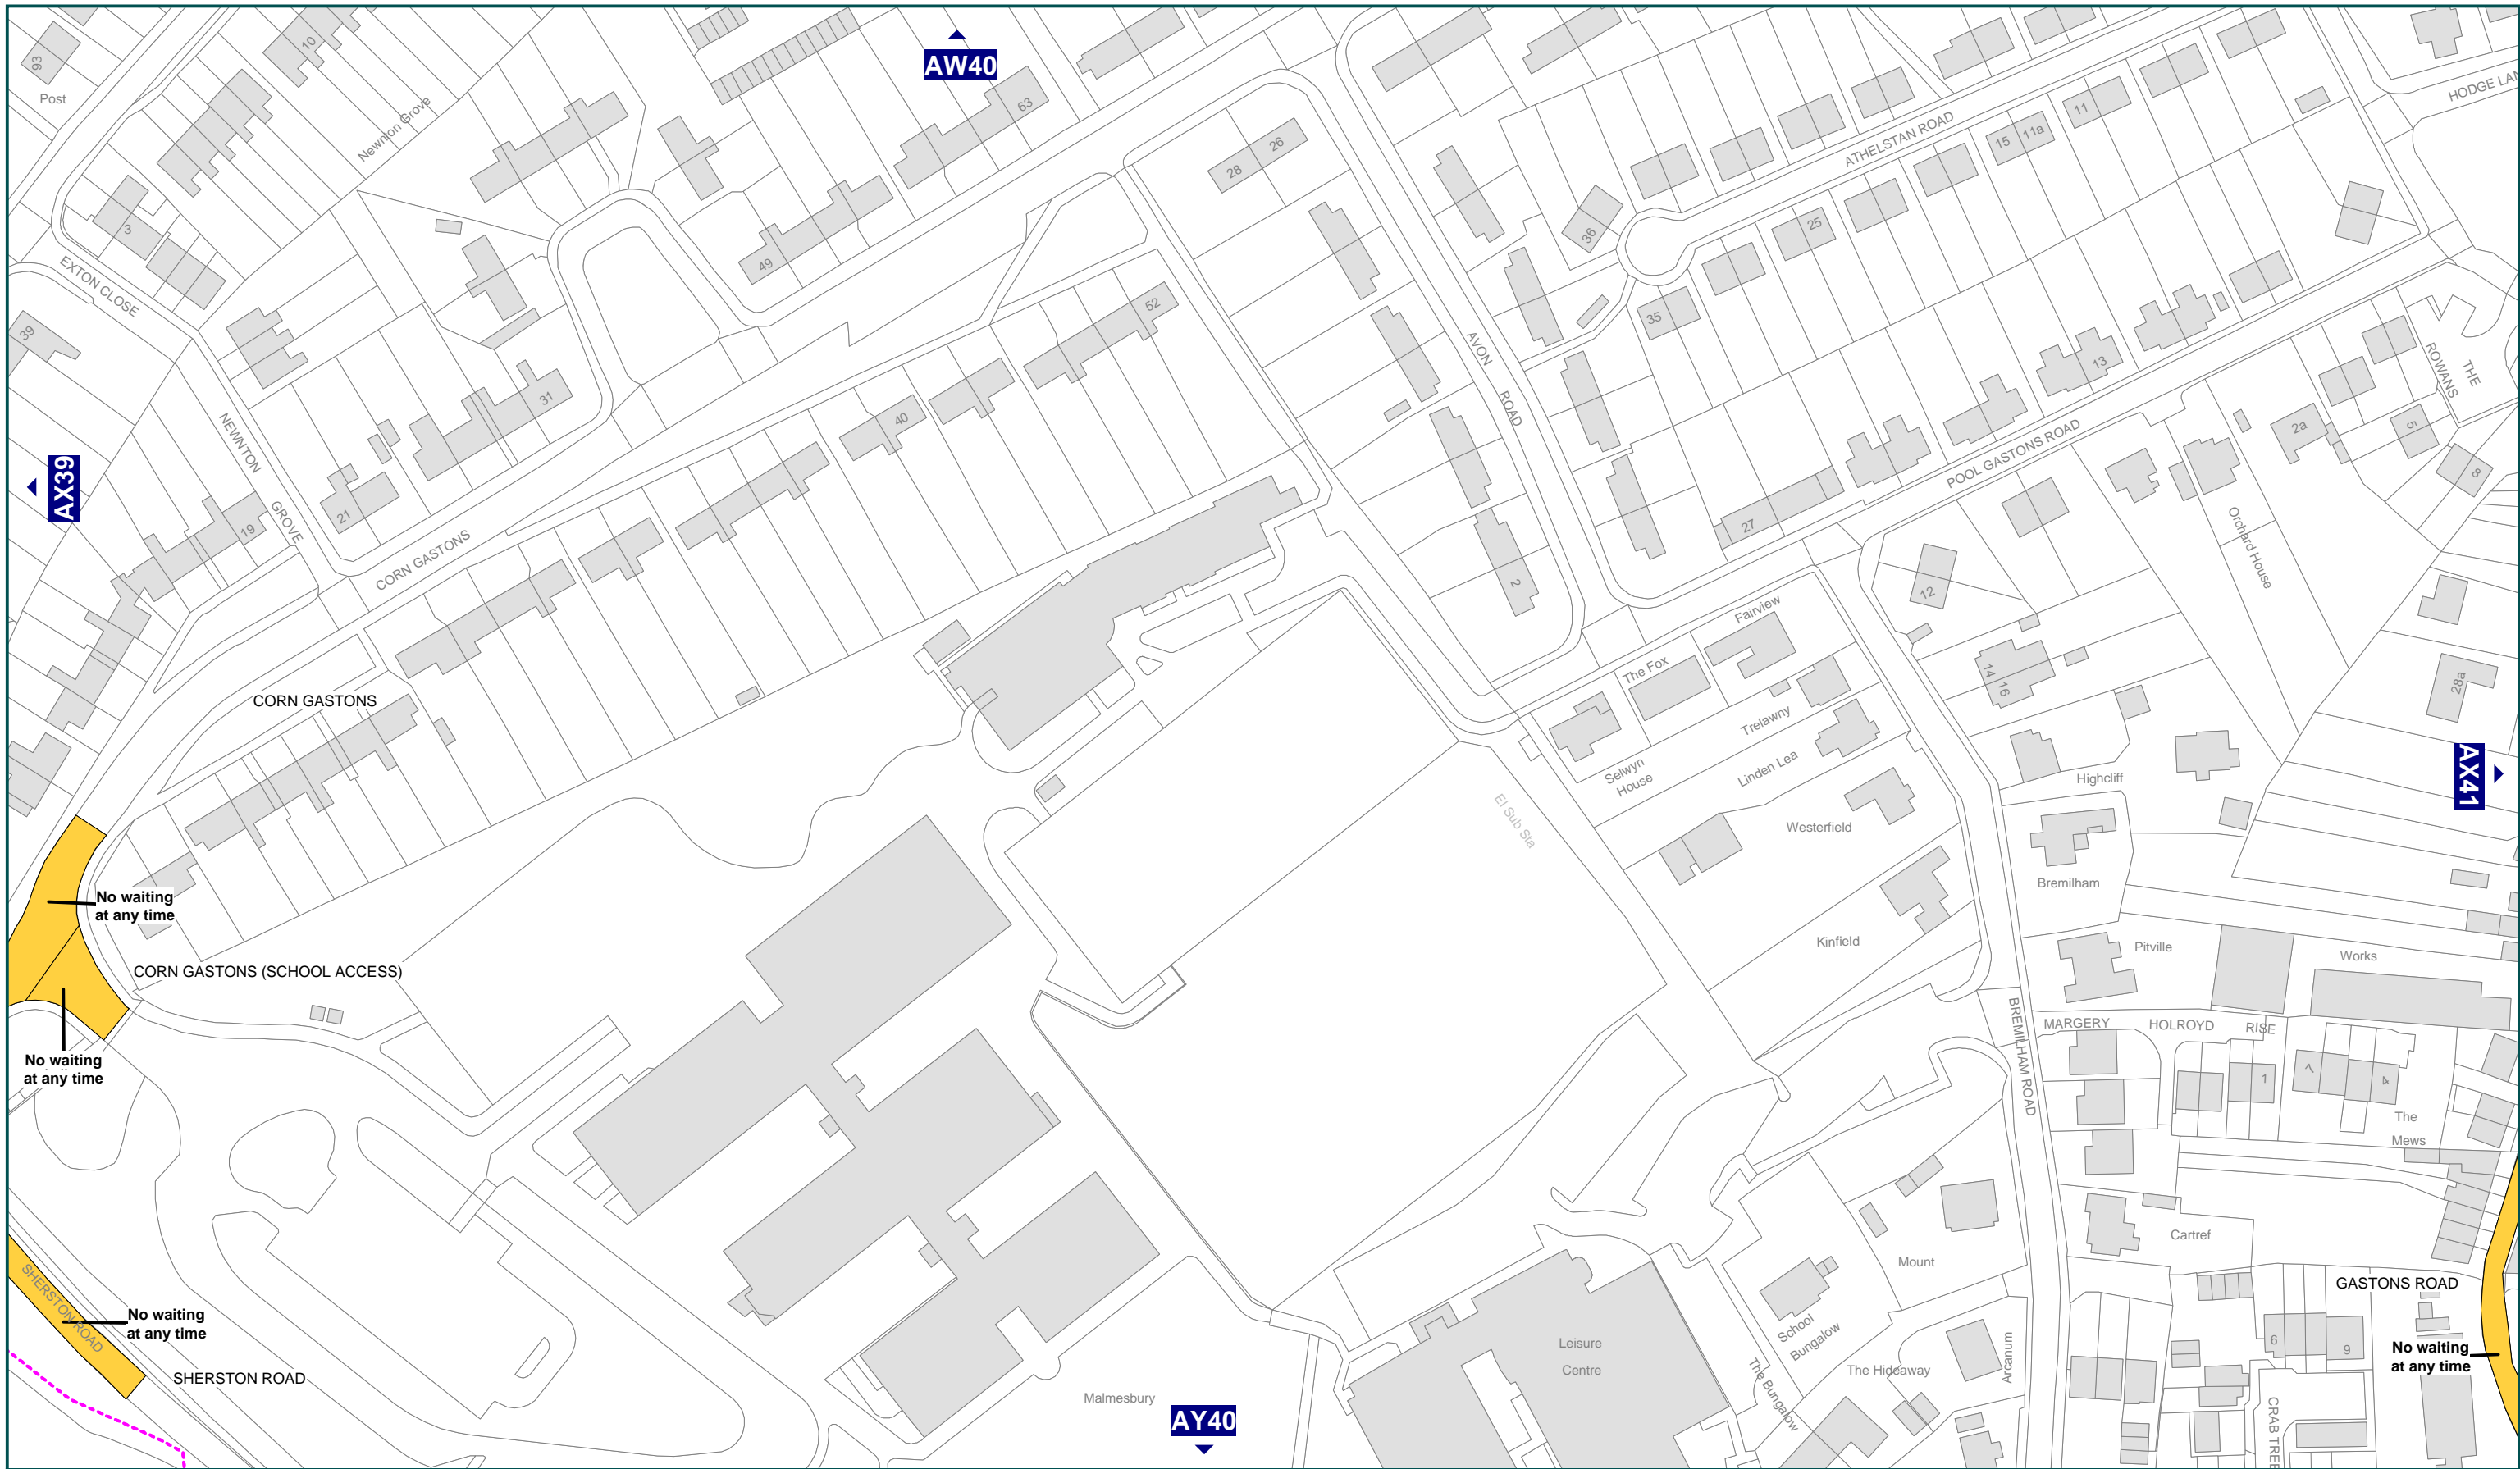 93
Post
10
Newnton Grove
AW40
63
HODGE LAN
3
49
28
26
ATHELSTAN ROAD
15
11a
11
36
25
EXTON CLOSE
39
35
52
AVON
ROAD
13
THE
ROWANS
31
40
2a
5
8
NEWNTON
GROVE
POOL GASTONS ROAD
AX39
19
21
CORN GASTONS
27
2
Orchard House
12
Fairview
The Fox
Trelawny
Selwyn
House
Linden Lea
14
16
28a
CORN GASTONS
Highcliff
AX41
El Sub Sta
Westerfield
Bremilham
No waiting
at any time
Kinfield
Pitville
Works
CORN GASTONS (SCHOOL ACCESS)
No waiting
at any time
BREMILHAM ROAD
MARGERY
HOLROYD
RISE
1
7
4
The
Mews
Cartref
Mount
SHERSTON ROAD
No waiting
at any time
SHERSTON ROAD
School
Bungalow
Leisure
Centre
The Bungalow
The Hideaway
Arcannum
GASTONS ROAD
6
9
No waiting
at any time
Malmesbury
AY40
CRAB TREE